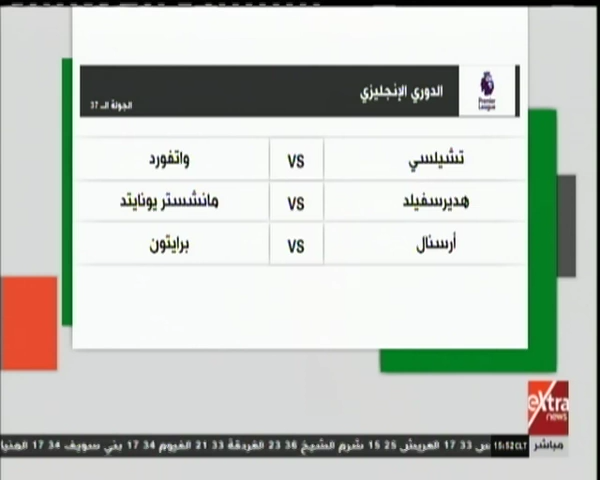 الدوري الإنجليزي
Premier League
الجولة الـ 37
تشيلسي VS واتفورد
هديرسفيلد VS مانشستر يونايتد
أرسنال VS برايتون
eXtra news
مباشر
15:52 CLT
33 17 العريش 25 15 شرم الشيخ 36 23 الغردقة 33 21 الفيوم 34 17 بني سويف 34 17 المنيا